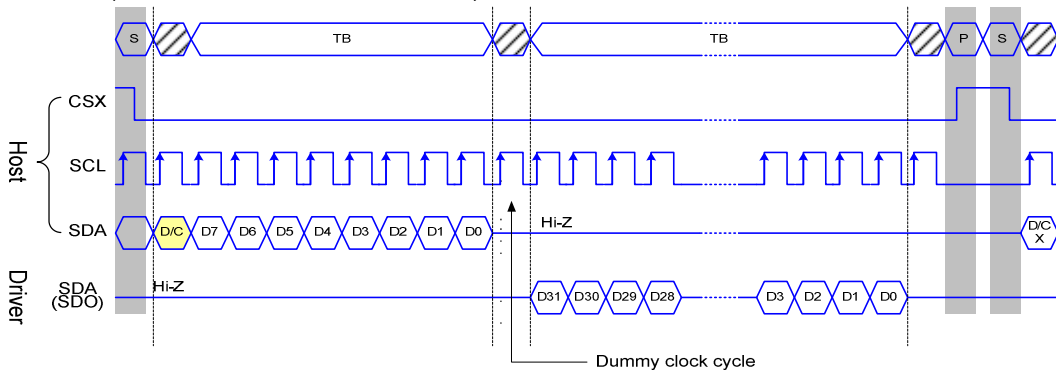 S TB TB P S
CSX
SCL
Host
SDA D/C D7 D6 D5 D4 D3 D2 D1 D0 Hi-Z D/C
X
Driver
SDA
(SDO)
Hi-Z D31 D30 D29 D28 D3 D2 D1 D0
Dummy clock cycle